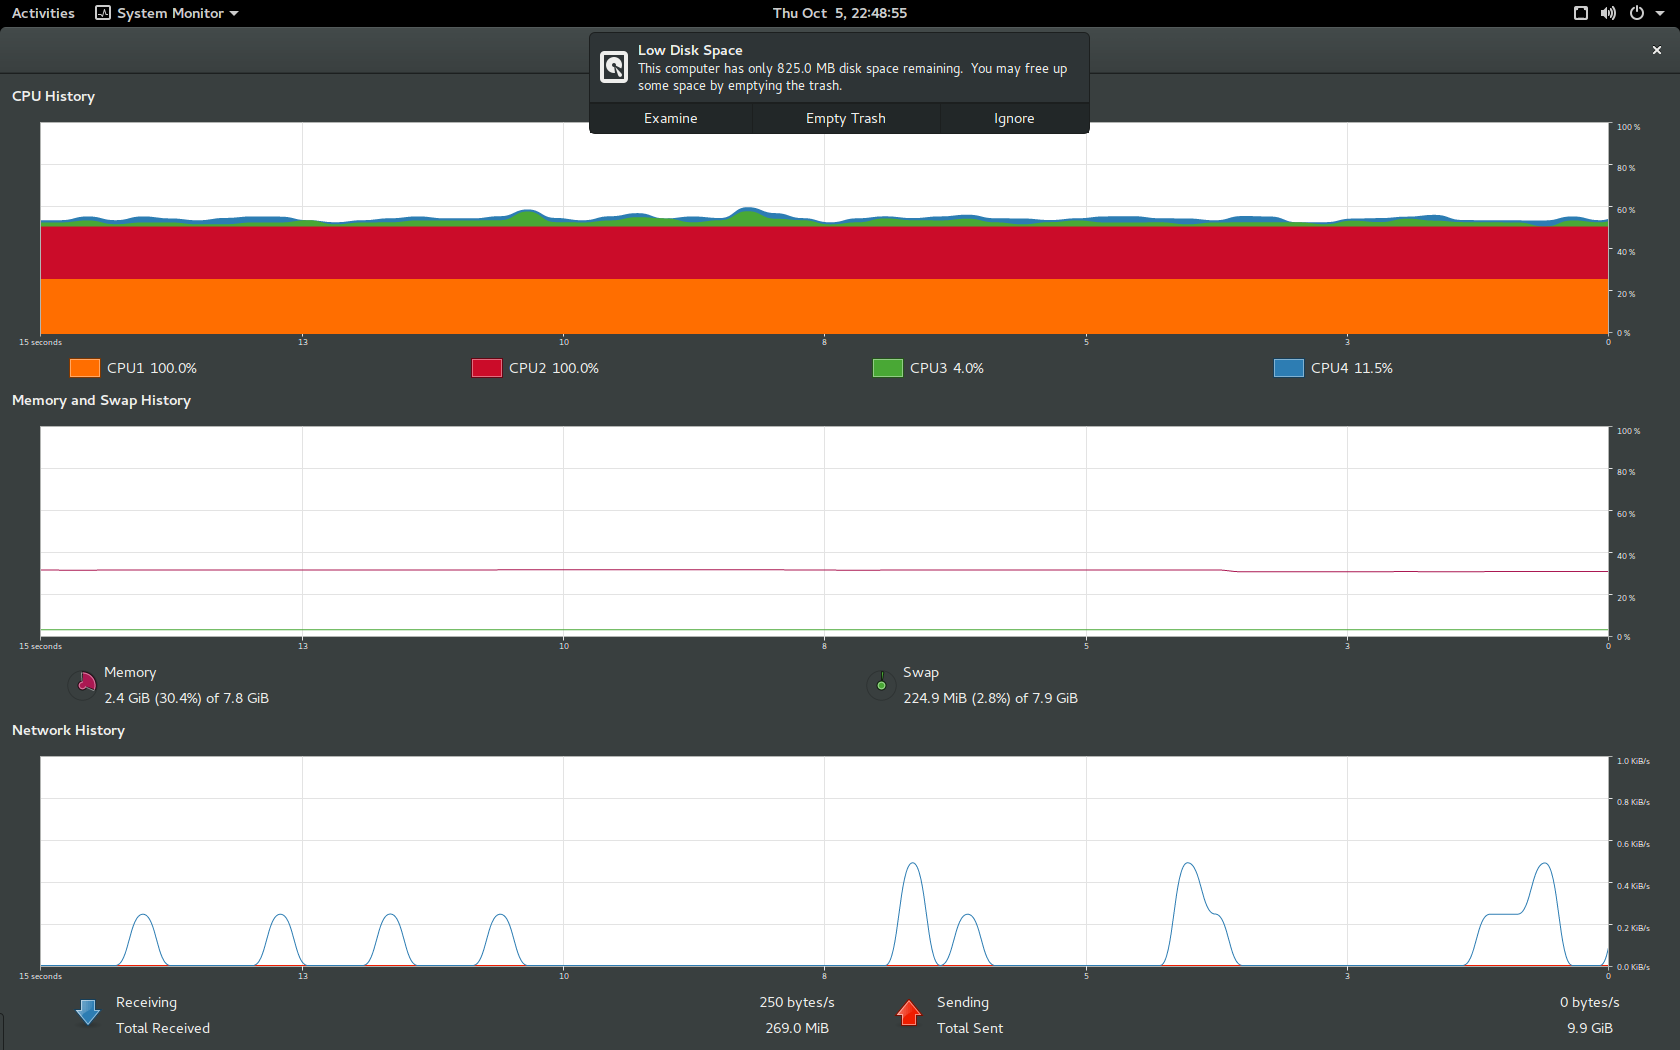 Activities System Monitor Thu Oct 5, 22:48:55
Low Disk Space
This computer has only 825.0 MB disk space remaining. You may free up
some space by emptying the trash.
Examine Empty Trash Ignore
CPU History
100 %
80 %
60 %
40 %
20 %
0 %
15 seconds 13 10 8 5 3 0
CPU1 100.0% CPU2 100.0% CPU3 4.0% CPU4 11.5%
Memory and Swap History
100 %
80 %
60 %
40 %
20 %
0 %
15 seconds 13 10 8 5 3 0
Memory
2.4 GiB (30.4%) of 7.8 GiB
Swap
224.9 MiB (2.8%) of 7.9 GiB
Network History
1.0 KiB/s
0.8 KiB/s
0.6 KiB/s
0.4 KiB/s
0.2 KiB/s
0.0 KiB/s
15 seconds 13 10 8 5 3 0
Receiving 250 bytes/s
Total Received 269.0 MiB
Sending 0 bytes/s
Total Sent 9.9 GiB